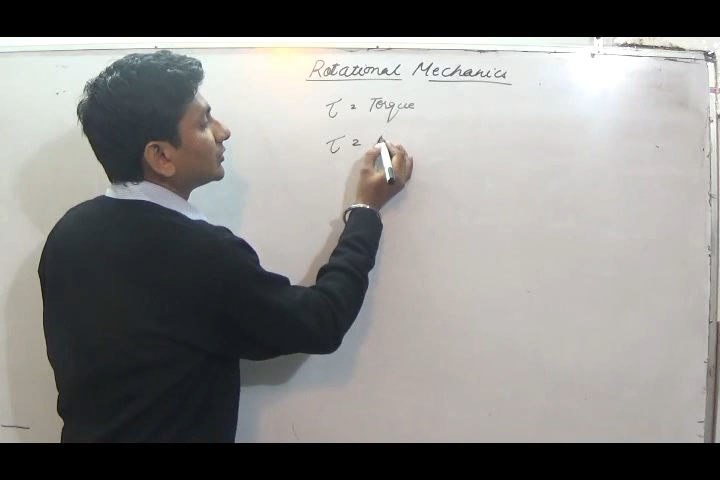 Rotational Mechanics
τ = Torque
τ =